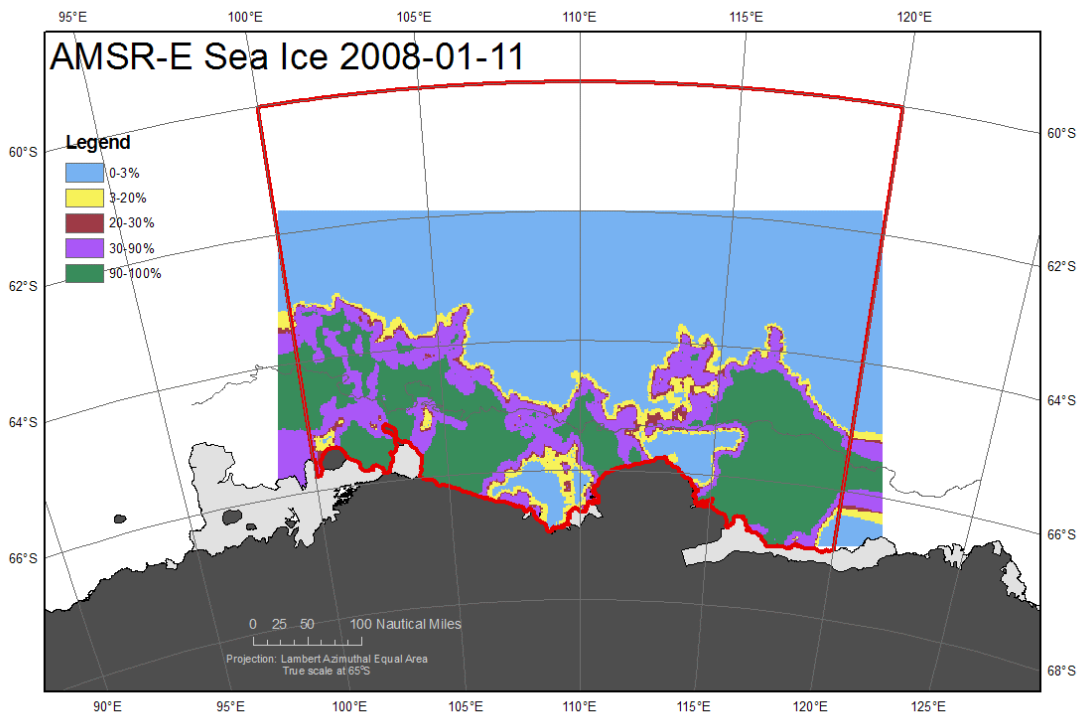 95°E 100°E 105°E 110°E 115°E 120°E
AMSR-E Sea Ice 2008-01-11
Legend
0-3%
3-20%
20-30%
30-90%
90-100%
60°S 60°S
62°S 62°S
64°S 64°S
66°S 66°S
68°S
0 25 50 100 Nautical Miles
Projection: Lambert Azimuthal Equal Area
True scale at 65°S
90°E 95°E 100°E 105°E 110°E 115°E 120°E 125°E